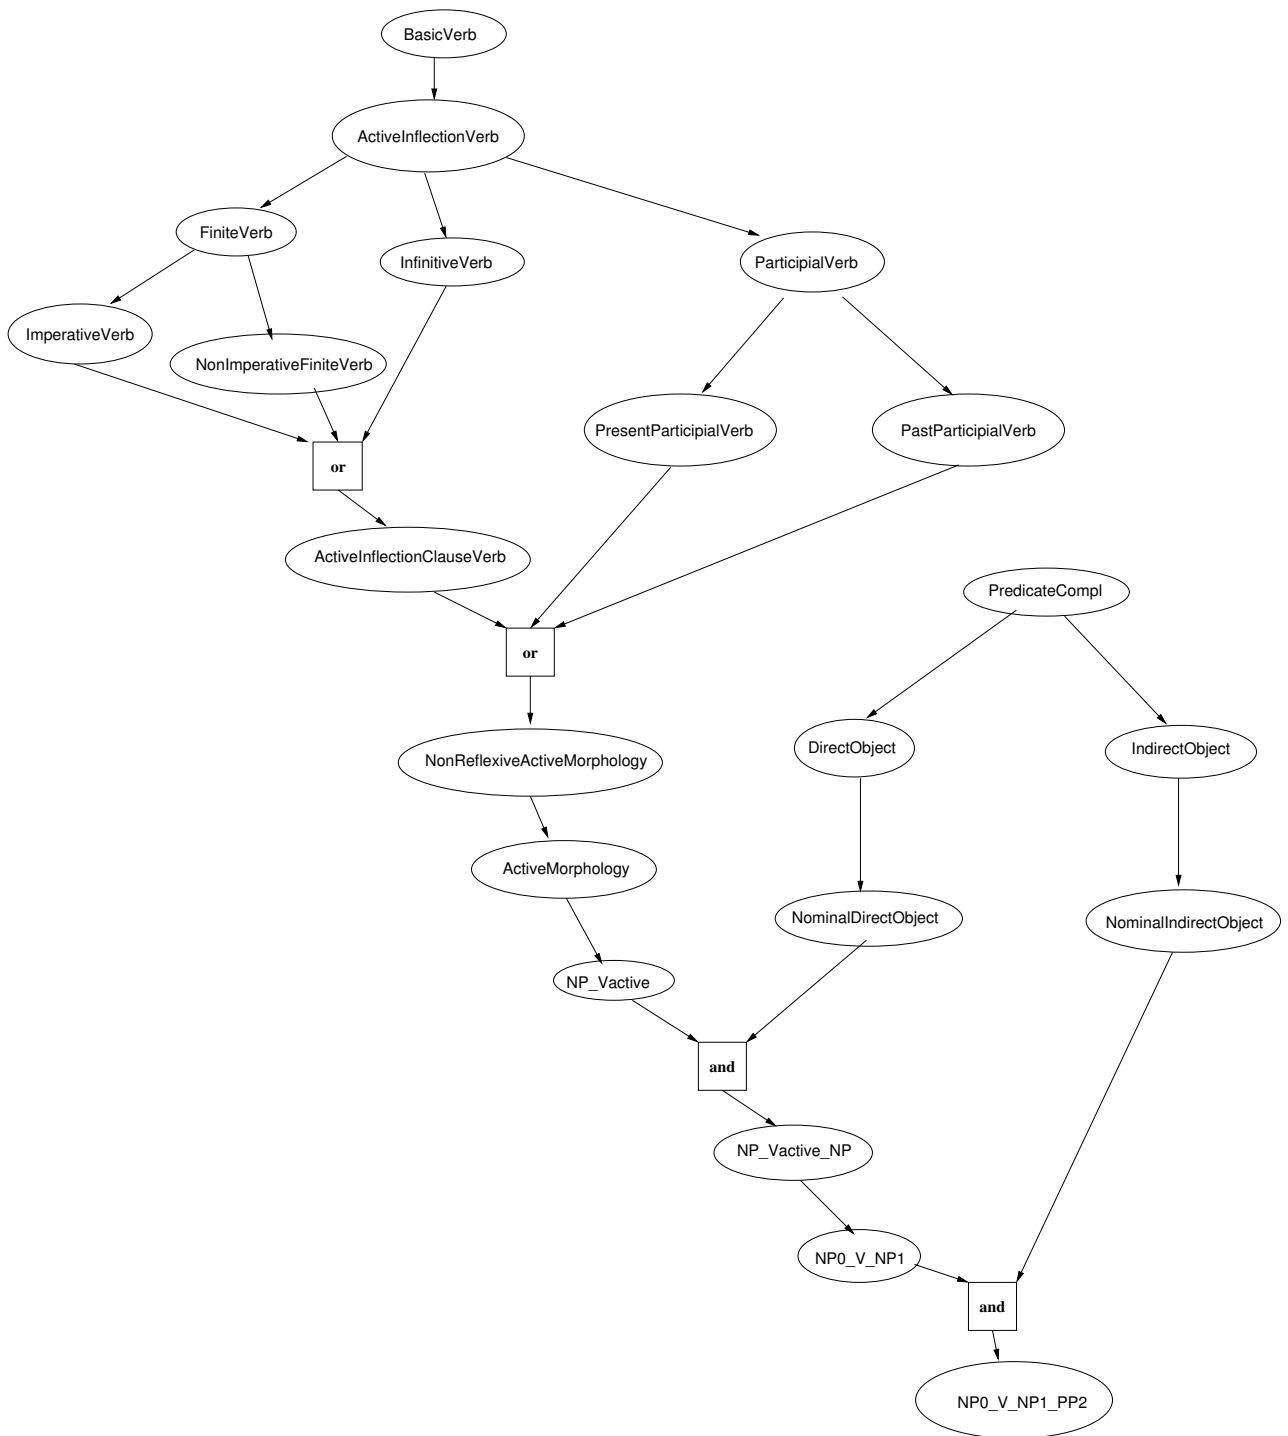 BasicVerb
ActiveInflectionVerb
FiniteVerb
InfinitiveVerb
ParticipialVerb
ImperativeVerb
NonImperativeFiniteVerb
PresentParticipialVerb
PastParticipialVerb
or
ActiveInflectionClauseVerb
PredicateCompl
or
DirectObject
IndirectObject
NonReflexiveActiveMorphology
ActiveMorphology
NominalDirectObject
NominalIndirectObject
NP_Vactive
and
NP_Vactive_NP
NP0_V_NP1
and
NP0_V_NP1_PP2